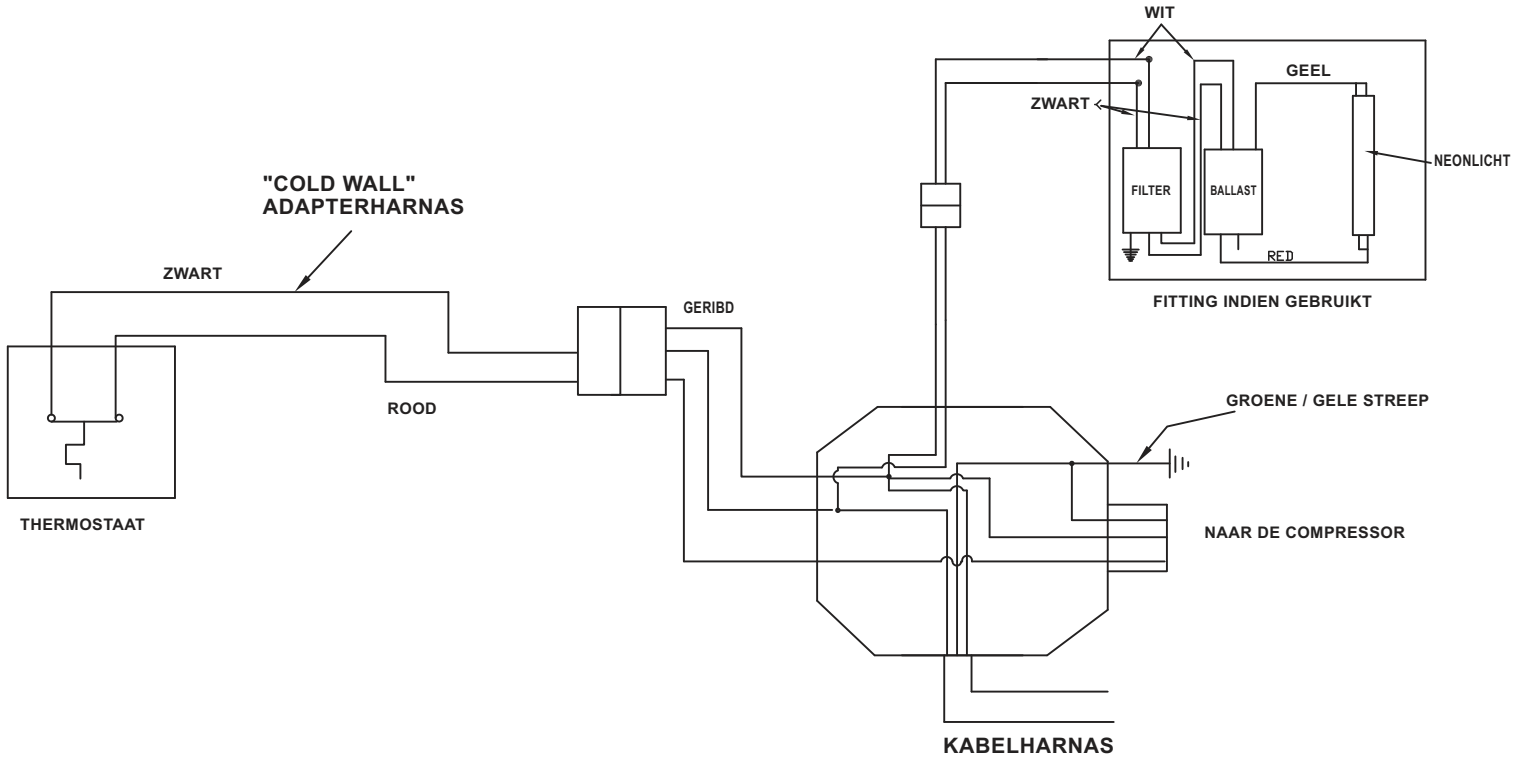 WIT
GEEL
ZWART
NEONLICHT
FILTER
BALLAST
RED
FITTING INDIEN GEBRUIKT
"COLD WALL"
ADAPTERHARNAS
ZWART
GERIBD
ROOD
THERMOSTAAT
GROENE / GELE STREEP
NAAR DE COMPRESSOR
KABELHARNAS